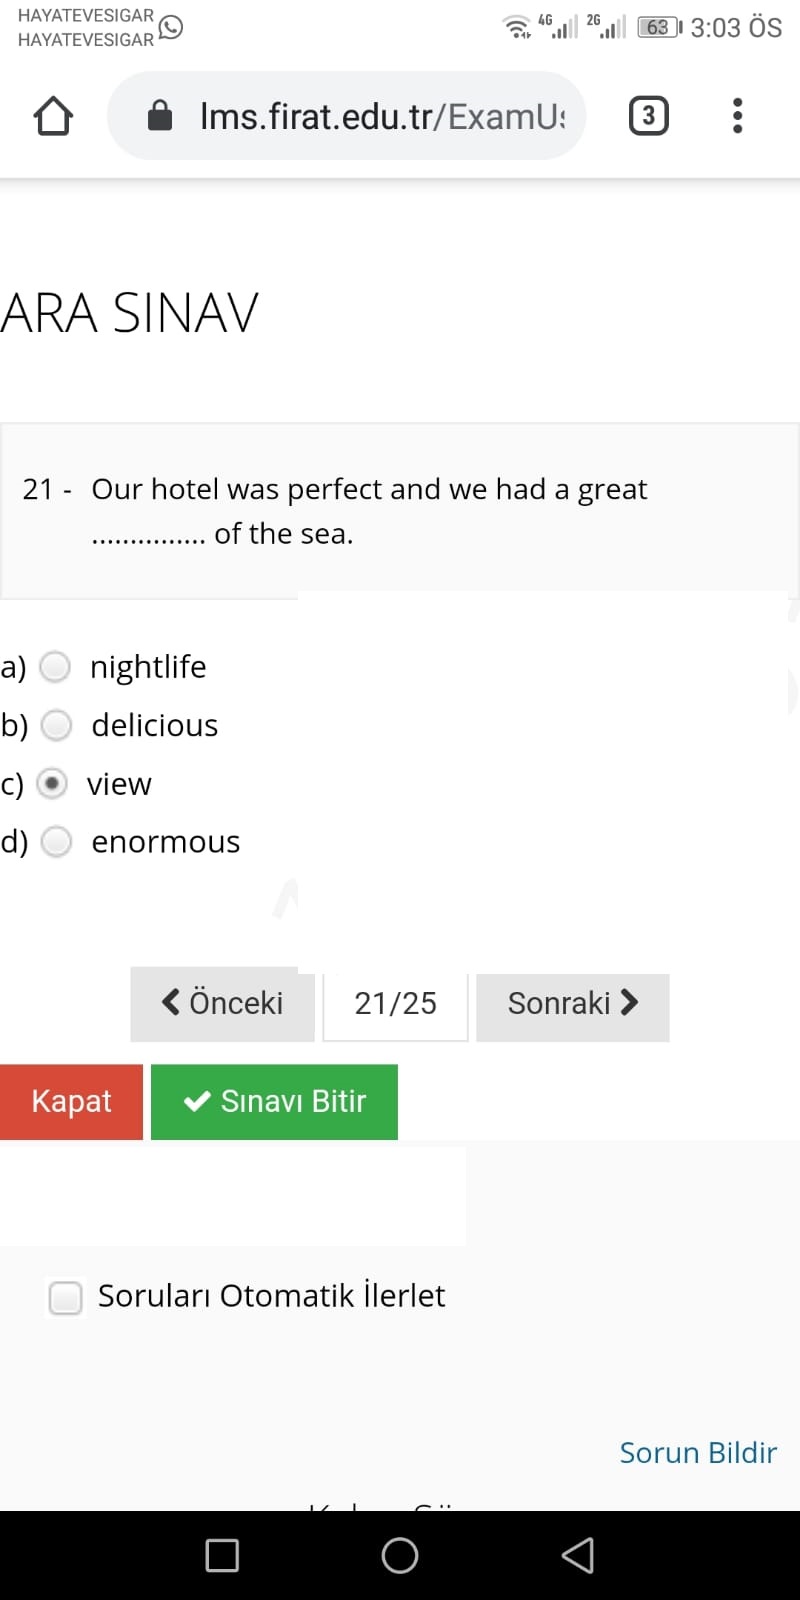 HAYATEVESIGAR
HAYATEVESIGAR
4G 2G 63 3:03 ÖS
lms.firat.edu.tr/ExamU
3
ARA SINAV
21 - Our hotel was perfect and we had a great
............... of the sea.
a) nightlife
b) delicious
c) view
d) enormous
Önceki 21/25 Sonraki
Kapat Sınavı Bitir
Soruları Otomatik İlerlet
Sorun Bildir